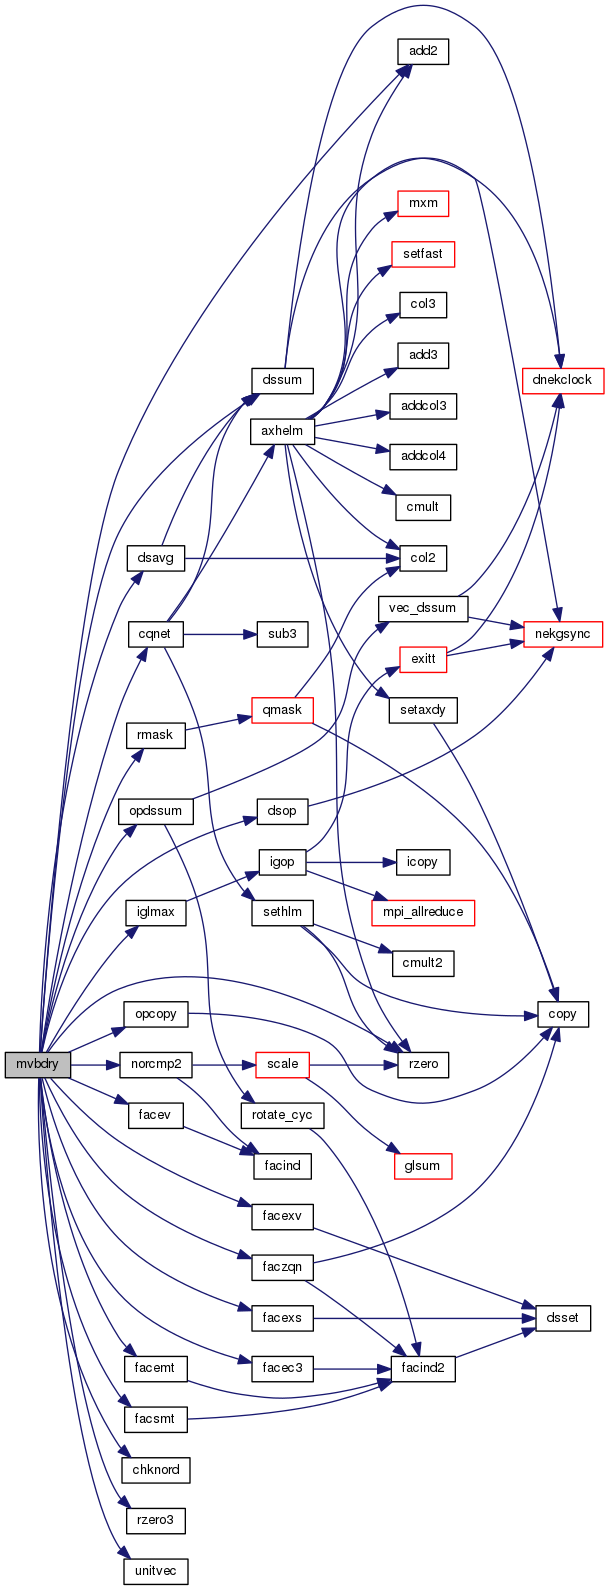 add2
mxm
setfast
col3
add3
dnekclock
dssum
addcol3
axhelm
addcol4
cmult
dsavg
col2
vec_dssum
cqnet
sub3
nekgsync
exitt
qmask
setaxdy
rmask
opdssum
dsop
igop
icopy
iglmax
sethlm
mpi_allreduce
cmult2
opcopy
copy
mvbdry
norcmp2
scale
rzero
facev
rotate_cyc
facind
glsum
facexv
faczqn
facexs
dsset
facemt
facec3
facind2
facsmt
chknord
rzero3
unitvec